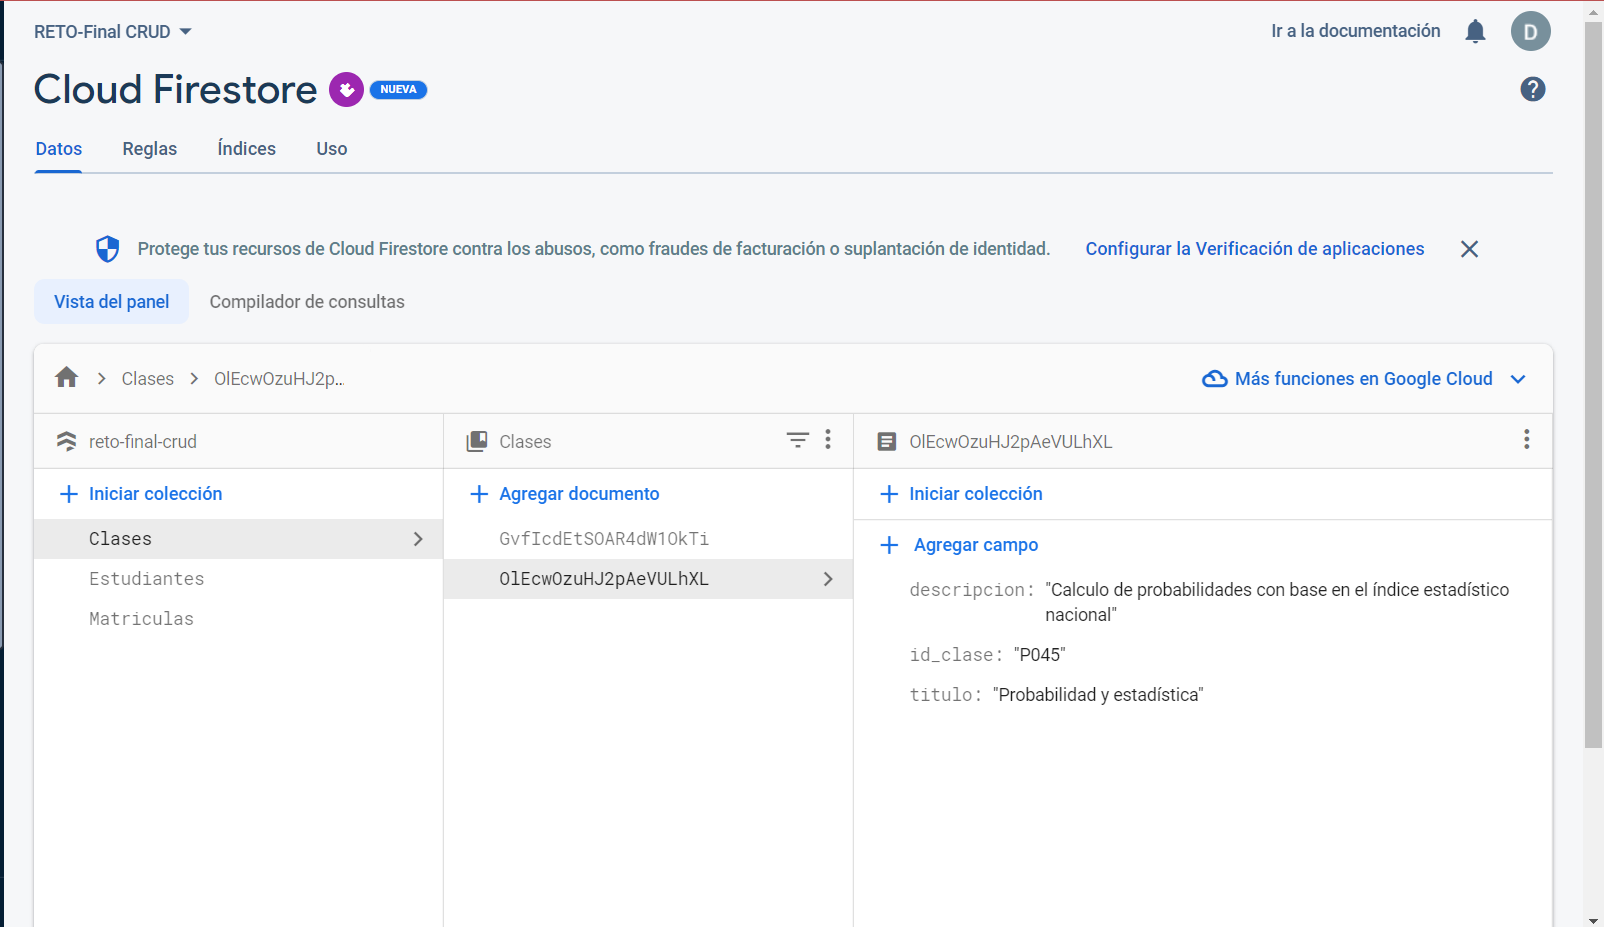 RETO-Final CRUD
Ir a la documentación
D
Cloud Firestore
NUEVA
Datos
Reglas
Índices
Uso
Protege tus recursos de Cloud Firestore contra los abusos, como fraudes de facturación o suplantación de identidad.
Configurar la Verificación de aplicaciones
Vista del panel
Compilador de consultas
Clases
OlEcwOzuHJ2p...
Más funciones en Google Cloud
reto-final-crud
Clases
OlEcwOzuHJ2pAeVULhXL
Iniciar colección
Agregar documento
Iniciar colección
Clases
Estudiantes
Matriculas
GvfIcdEtSOAR4dW1OkTi
OlEcwOzuHJ2pAeVULhXL
Agregar campo
descripcion: "Calculo de probabilidades con base en el índice estadístico
nacional"
id_clase: "P045"
titulo: "Probabilidad y estadística"